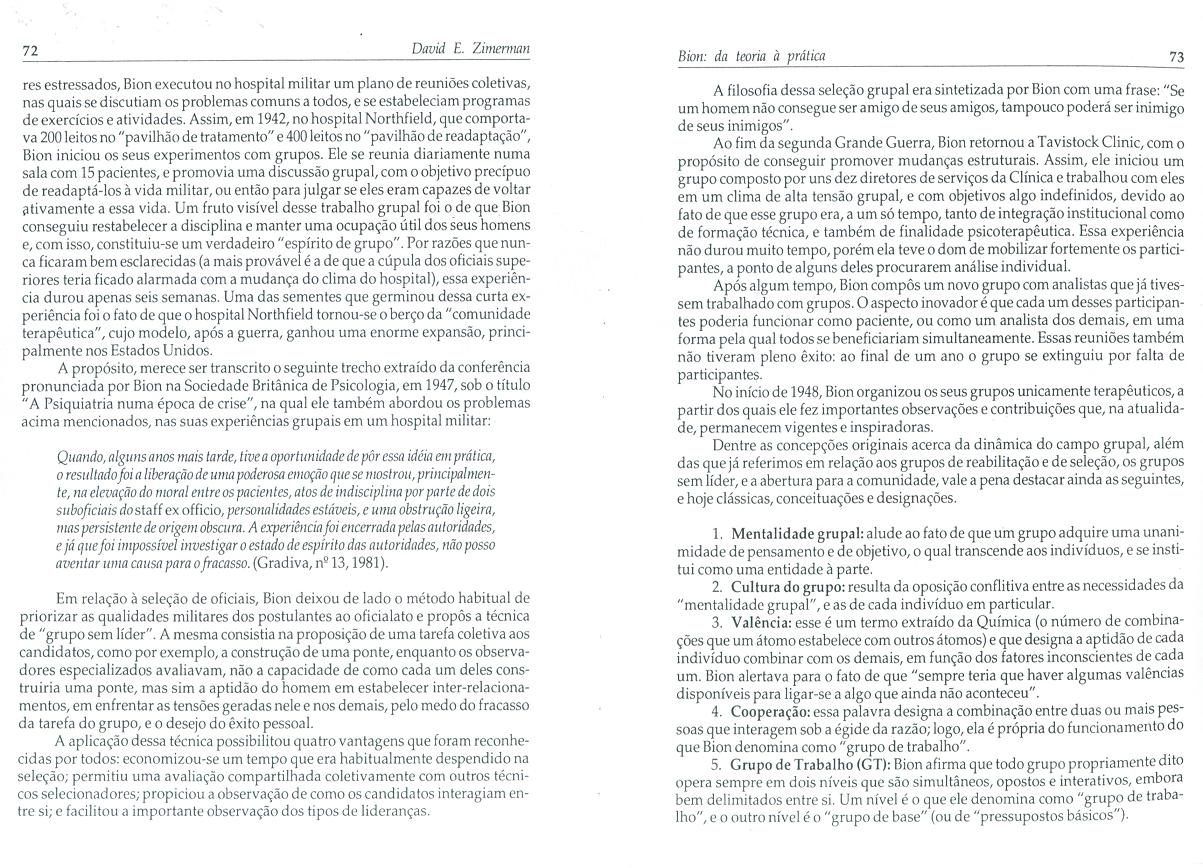 72
David E. Zimerman
res estressados, Bion executou no hospital militar um plano de reuniões coletivas,
nas quais se discutiam os problemas comuns a todos, e se estabeleciam programas
de exercícios e atividades. Assim, em 1942, no hospital Northfield, que comporta-
va 200 leitos no "pavilhão de tratamento" e 400 leitos no "pavilhão de readaptação",
Bion iniciou os seus experimentos com grupos. Ele se reunia diariamente numa
sala com 15 pacientes, e promovia uma discussão grupal, com o objetivo precípuo
de readaptá-los à vida militar, ou então para julgar se eles eram capazes de voltar
ativamente a essa vida. Um fruto visível desse trabalho grupal foi o de que Bion
conseguiu restabelecer a disciplina e manter uma ocupação útil dos seus homens
e, com isso, constituiu-se um verdadeiro "espírito de grupo". Por razões que nun-
ca ficaram bem esclarecidas (a mais provável é a de que a cúpula dos oficiais supe-
riores teria ficado alarmada com a mudança do clima do hospital), essa experiên-
cia durou apenas seis semanas. Uma das sementes que germinou dessa curta ex-
periência foi o fato de que o hospital Northfield tornou-se o berço da "comunidade
terapêutica", cujo modelo, após a guerra, ganhou uma enorme expansão, princi-
palmente nos Estados Unidos.
A propósito, merece ser transcrito o seguinte trecho extraído da conferência
pronunciada por Bion na Sociedade Britânica de Psicologia, em 1947, sob o título
"A Psiquiatria numa época de crise", na qual ele também abordou os problemas
acima mencionados, nas suas experiências grupais em um hospital militar:
Quando, alguns anos mais tarde, tive a oportunidade de pôr essa idéia em prática,
o resultado foi a liberação de uma poderosa emoção que se mostrou, principalmen-
te, na elevação do moral entre os pacientes, atos de indisciplina por parte de dois
suboficiais do staff ex officio, personalidades estáveis, e uma obstrução ligeira,
mas persistente de origem obscura. A experiência foi encerrada pelas autoridades,
e já que foi impossível investigar o estado de espírito das autoridades, não posso
aventar uma causa para o fracasso. (Gradiva, nº 13, 1981).
Em relação à seleção de oficiais, Bion deixou de lado o método habitual de
priorizar as qualidades militares dos postulantes ao oficialato e propôs a técnica
de "grupo sem líder". A mesma consistia na proposição de uma tarefa coletiva aos
candidatos, como por exemplo, a construção de uma ponte, enquanto os observa-
dores especializados avaliavam, não a capacidade de como cada um deles cons-
truiria uma ponte, mas sim a aptidão do homem em estabelecer inter-relaciona-
mentos, em enfrentar as tensões geradas nele e nos demais, pelo medo do fracasso
da tarefa do grupo, e o desejo do êxito pessoal.
A aplicação dessa técnica possibilitou quatro vantagens que foram reconhe-
cidas por todos: economizou-se um tempo que era habitualmente despendido na
seleção; permitiu uma avaliação compartilhada coletivamente com outros técni-
cos selecionadores; propiciou a observação de como os candidatos interagiam en-
tre si; e facilitou a importante observação dos tipos de lideranças.
Bion: da teoria à prática
73
A filosofia dessa seleção grupal era sintetizada por Bion com uma frase: "Se
um homem não consegue ser amigo de seus amigos, tampouco poderá ser inimigo
de seus inimigos".
Ao fim da segunda Grande Guerra, Bion retornou a Tavistock Clinic, com o
propósito de conseguir promover mudanças estruturais. Assim, ele iniciou um
grupo composto por uns dez diretores de serviços da Clínica e trabalhou com eles
em um clima de alta tensão grupal, e com objetivos algo indefinidos, devido ao
fato de que esse grupo era, a um só tempo, tanto de integração institucional como
de formação técnica, e também de finalidade psicoterapêutica. Essa experiência
não durou muito tempo, porém ela teve o dom de mobilizar fortemente os partici-
pantes, a ponto de alguns deles procurarem análise individual.
Após algum tempo, Bion compôs um novo grupo com analistas que já tives-
sem trabalhado com grupos. O aspecto inovador é que cada um desses participan-
tes poderia funcionar como paciente, ou como um analista dos demais, em uma
forma pela qual todos se beneficiariam simultaneamente. Essas reuniões também
não tiveram pleno êxito: ao final de um ano o grupo se extinguiu por falta de
participantes.
No início de 1948, Bion organizou os seus grupos unicamente terapêuticos, a
partir dos quais ele fez importantes observações e contribuições que, na atualida-
de, permanecem vigentes e inspiradoras.
Dentre as concepções originais acerca da dinâmica do campo grupal, além
das que já referimos em relação aos grupos de reabilitação e de seleção, os grupos
sem líder, e a abertura para a comunidade, vale a pena destacar ainda as seguintes,
e hoje clássicas, conceituações e designações.
1. Mentalidade grupal: alude ao fato de que um grupo adquire uma unani-
midade de pensamento e de objetivo, o qual transcende aos indivíduos, e se insti-
tui como uma entidade à parte.
2. Cultura do grupo: resulta da oposição conflitiva entre as necessidades da
"mentalidade grupal", e as de cada indivíduo em particular.
3. Valência: esse é um termo extraído da Química (o número de combina-
ções que um átomo estabelece com outros átomos) e que designa a aptidão de cada
indivíduo combinar com os demais, em função dos fatores inconscientes de cada
um. Bion alertava para o fato de que "sempre teria que haver algumas valências
disponíveis para ligar-se a algo que ainda não aconteceu".
4. Cooperação: essa palavra designa a combinação entre duas ou mais pes-
soas que interagem sob a égide da razão; logo, ela é própria do funcionamento do
que Bion denomina como "grupo de trabalho".
5. Grupo de Trabalho (GT): Bion afirma que todo grupo propriamente dito
opera sempre em dois níveis que são simultâneos, opostos e interativos, embora
bem delimitados entre si. Um nível é o que ele denomina como "grupo de traba-
lho", e o outro nível é o "grupo de base" (ou de "pressupostos básicos").